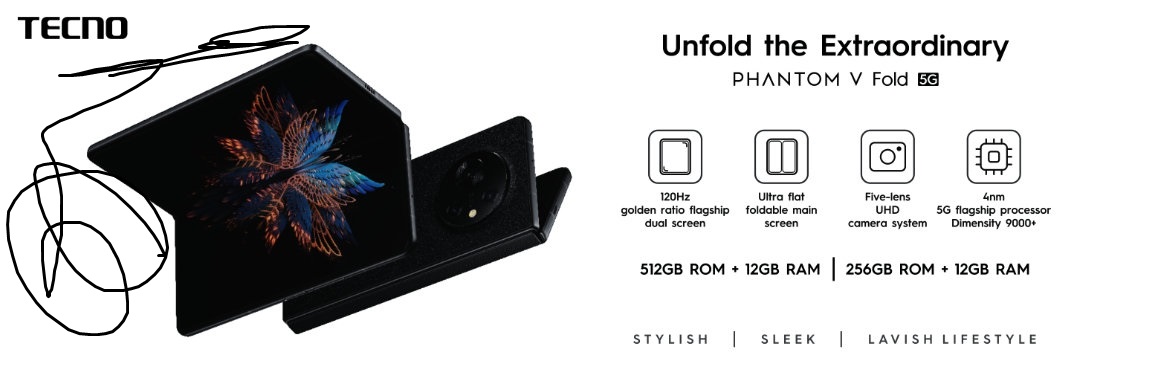 TECNO
Unfold the Extraordinary
PHANTOM V Fold 5G
120Hz
golden ratio flagship
dual screen
Ultra flat
foldable main
screen
Five-lens
UHD
camera system
4nm
5G flagship processor
Dimensity 9000+
512GB ROM + 12GB RAM | 256GB ROM + 12GB RAM
STYLISH | SLEEK | LAVISH LIFESTYLE